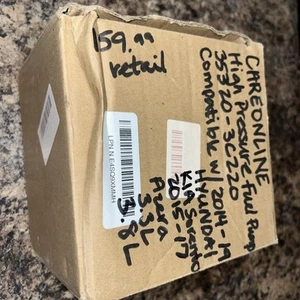 159.99
retail
CAREONLINE
High Pressure fuel Pump
35320-3C220
Compatible w/ 2014-19
HYUNDAI
KIA Sorento
2015-17
Azera
3.3L
3.8L